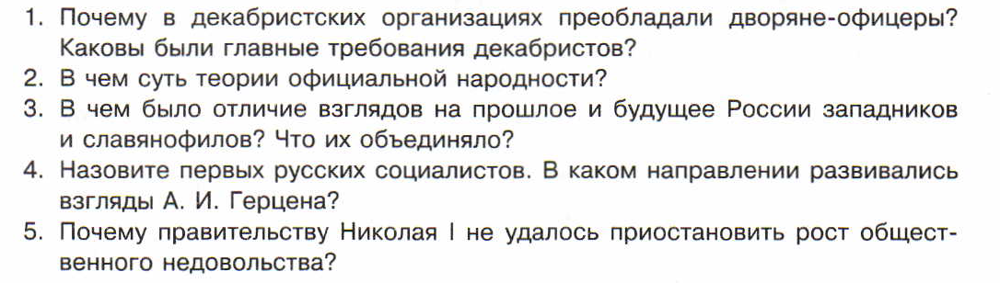 1. Почему в декабристских организациях преобладали дворяне-офицеры?
Каковы были главные требования декабристов?
2. В чем суть теории официальной народности?
3. В чем было отличие взглядов на прошлое и будущее России западников
и славянофилов? Что их объединяло?
4. Назовите первых русских социалистов. В каком направлении развивались
взгляды А. И. Герцена?
5. Почему правительству Николая I не удалось приостановить рост общест-
венного недовольства?